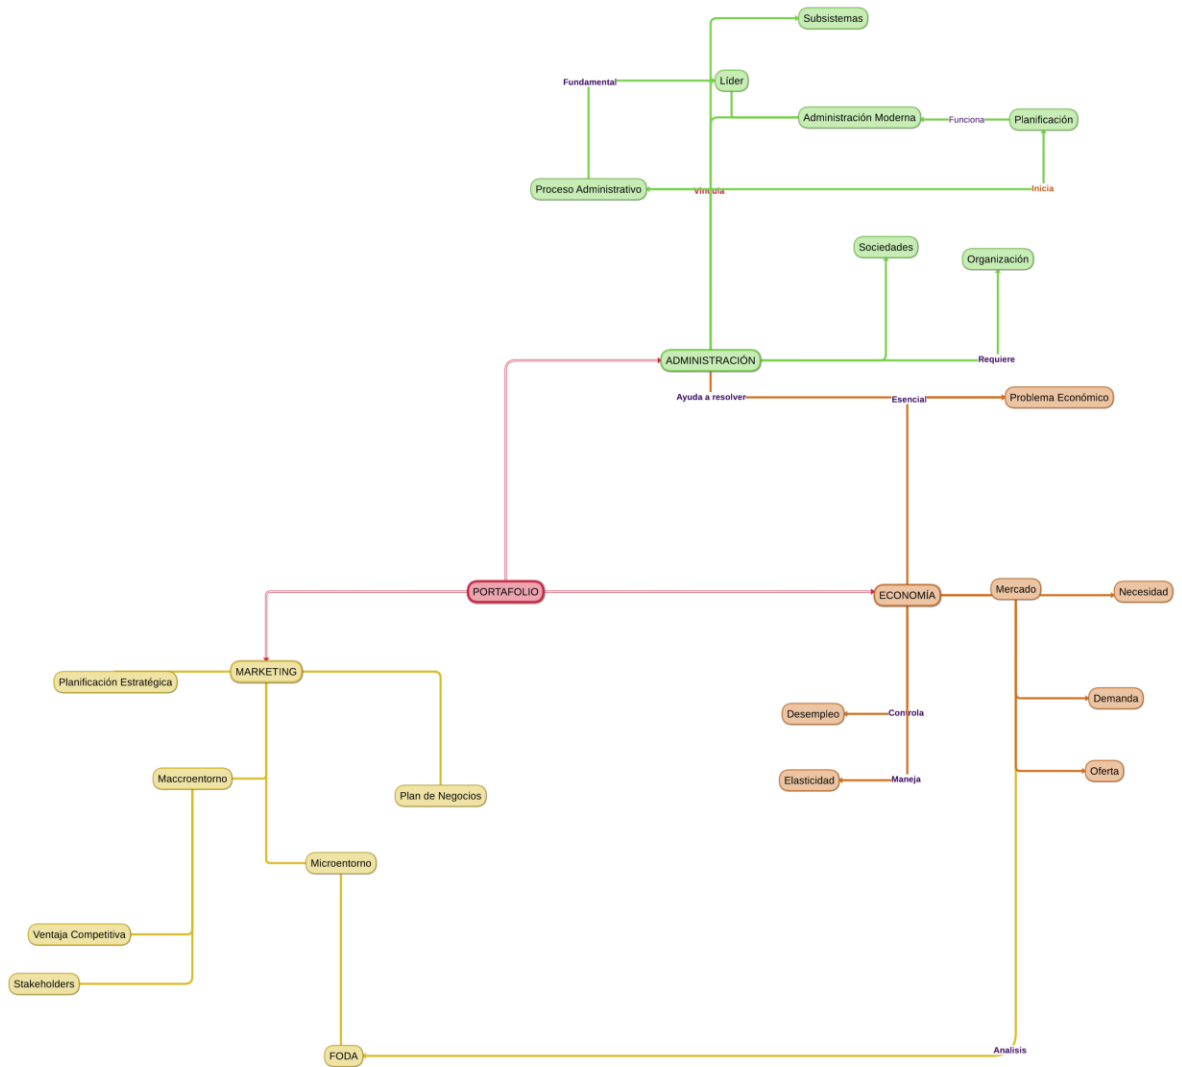 Subsistemas
Fundamental
Líder
Administración Moderna
Funciona
Planificación
Proceso Administrativo
Vincula
Inicia
Sociedades
Organización
ADMINISTRACIÓN
Requiere
Ayuda a resolver
Esencial
Problema Económico
PORTAFOLIO
ECONOMÍA
Mercado
Necesidad
MARKETING
Planificación Estratégica
Desempleo
Controla
Demanda
Maccroentorno
Plan de Negocios
Elasticidad
Maneja
Oferta
Microentorno
Ventaja Competitiva
Stakeholders
FODA
Analisis